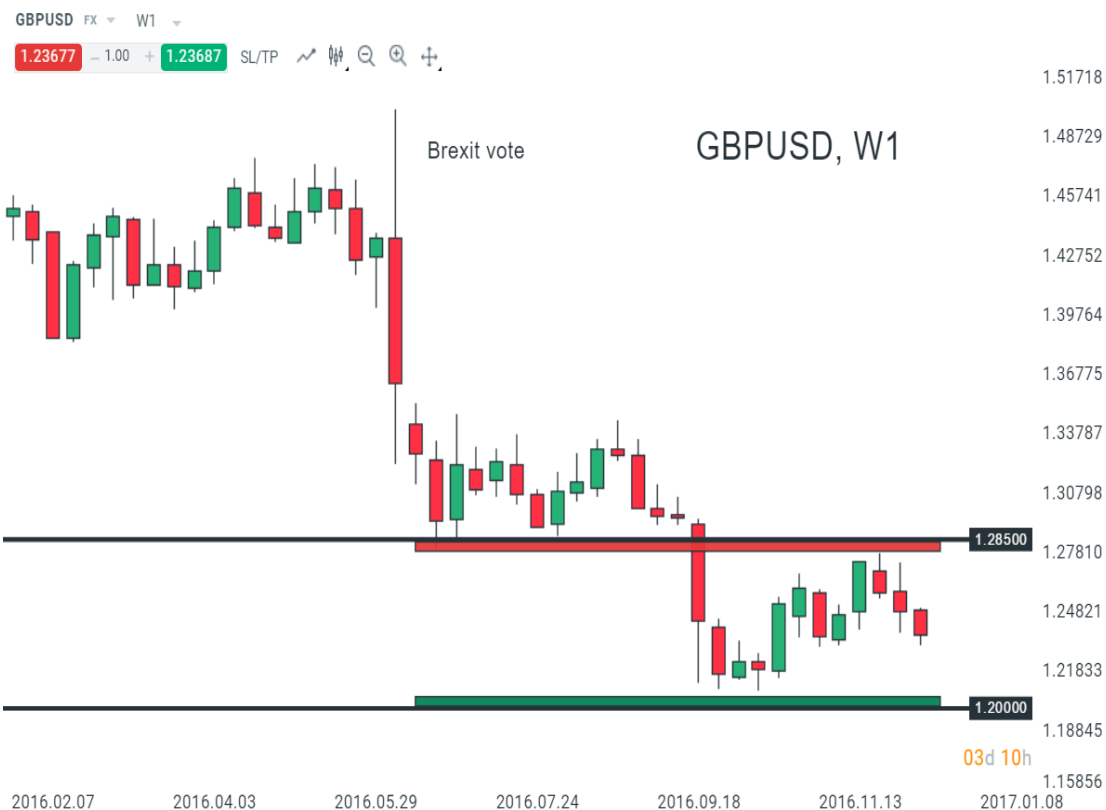 GBPUSD FX W1
1.23677 – 1.00 + 1.23687 SL/TP
1.51718
Brexit vote
GBPUSD, W1
1.48729
1.45741
1.42752
1.39764
1.36775
1.33787
1.30798
1.28500
1.27810
1.24821
1.21833
1.20000
1.18845
03d 10h
1.15856
2016.02.07 2016.04.03 2016.05.29 2016.07.24 2016.09.18 2016.11.13 2017.01.08